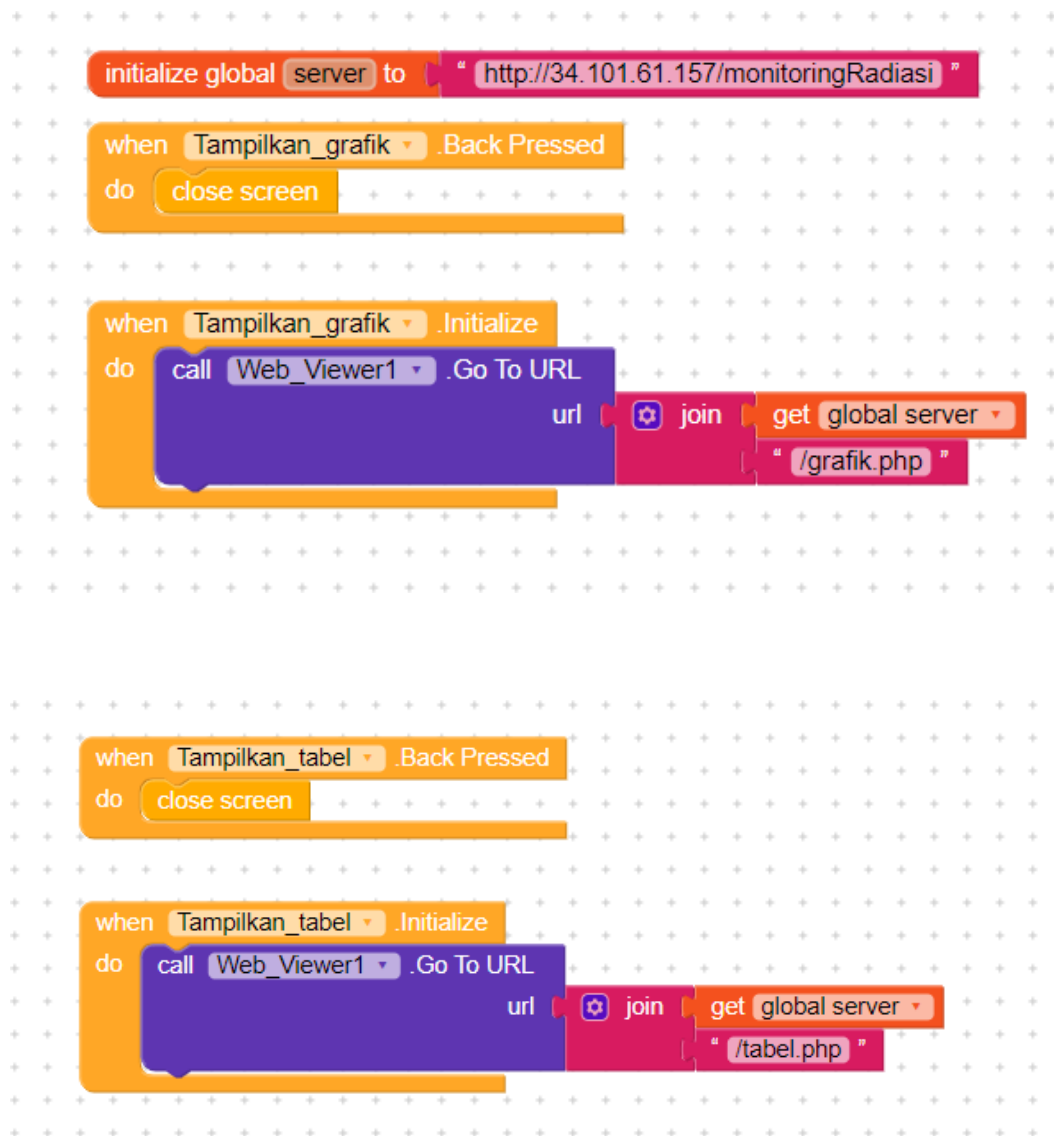 initialize global server to " http://34.101.61.157/monitoringRadiasi "
when Tampilkan_grafik .Back Pressed
do close screen
when Tampilkan_grafik .Initialize
do call Web_Viewer1 .Go To URL
url join get global server
" /grafik.php "
when Tampilkan_tabel .Back Pressed
do close screen
when Tampilkan_tabel .Initialize
do call Web_Viewer1 .Go To URL
url join get global server
" /tabel.php "